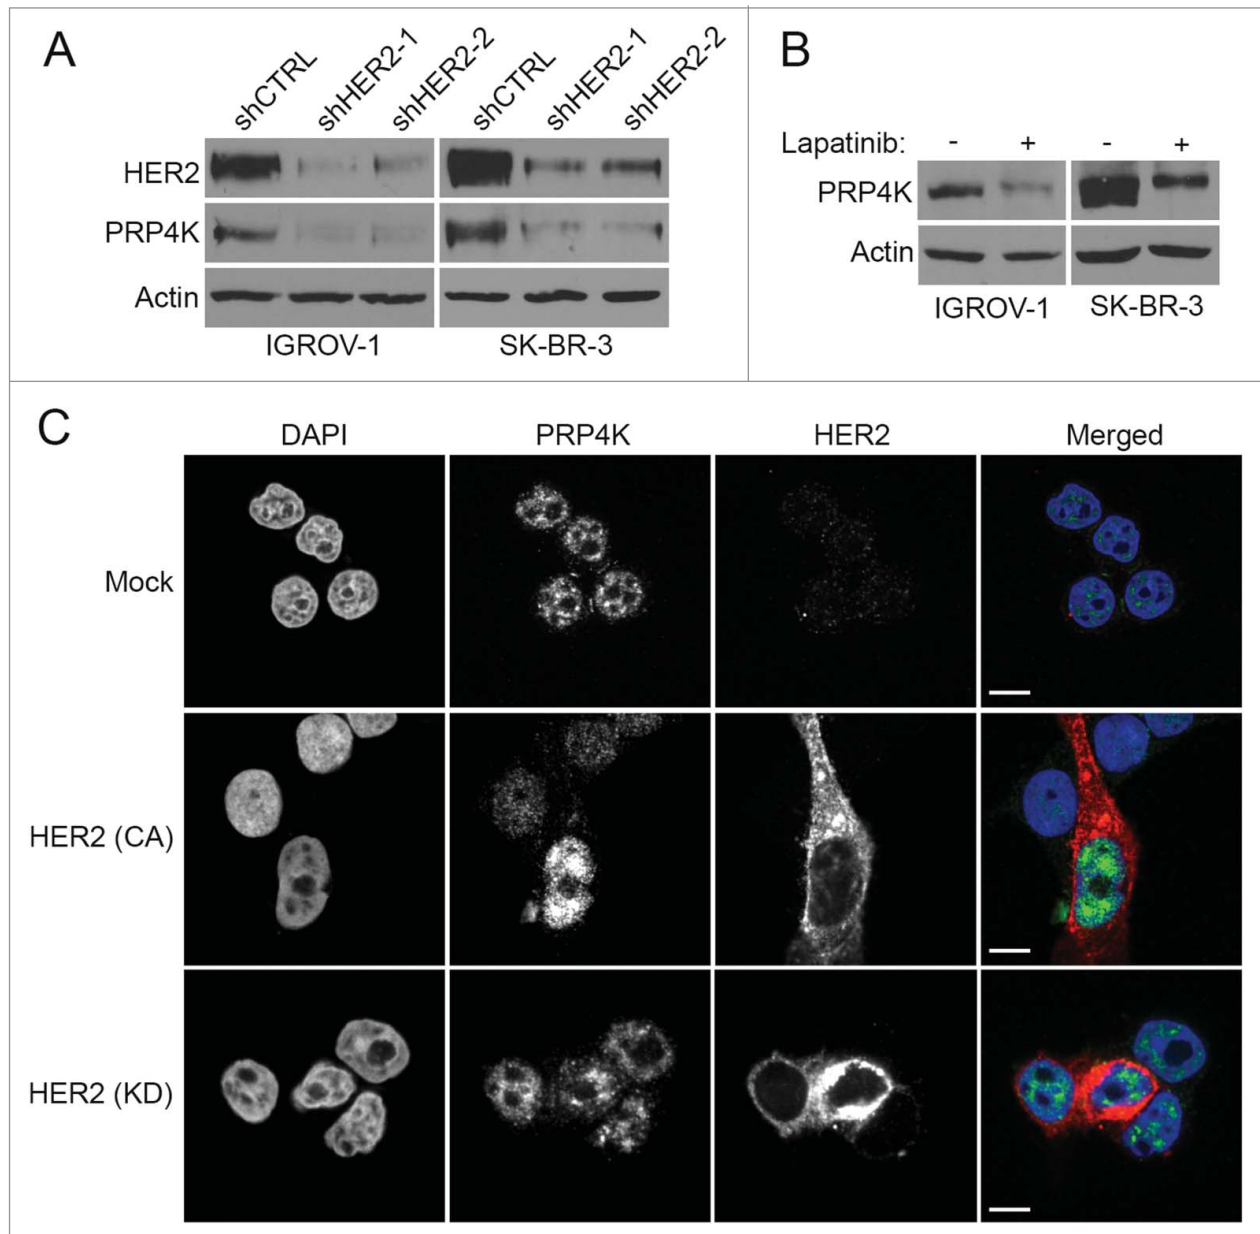 A
shCTRL shHER2-1 shHER2-2 shCTRL shHER2-1 shHER2-2
HER2
PRP4K
Actin
IGROV-1 SK-BR-3
B
Lapatinib: - + - +
PRP4K
Actin
IGROV-1 SK-BR-3
C
DAPI PRP4K HER2 Merged
Mock
HER2 (CA)
HER2 (KD)